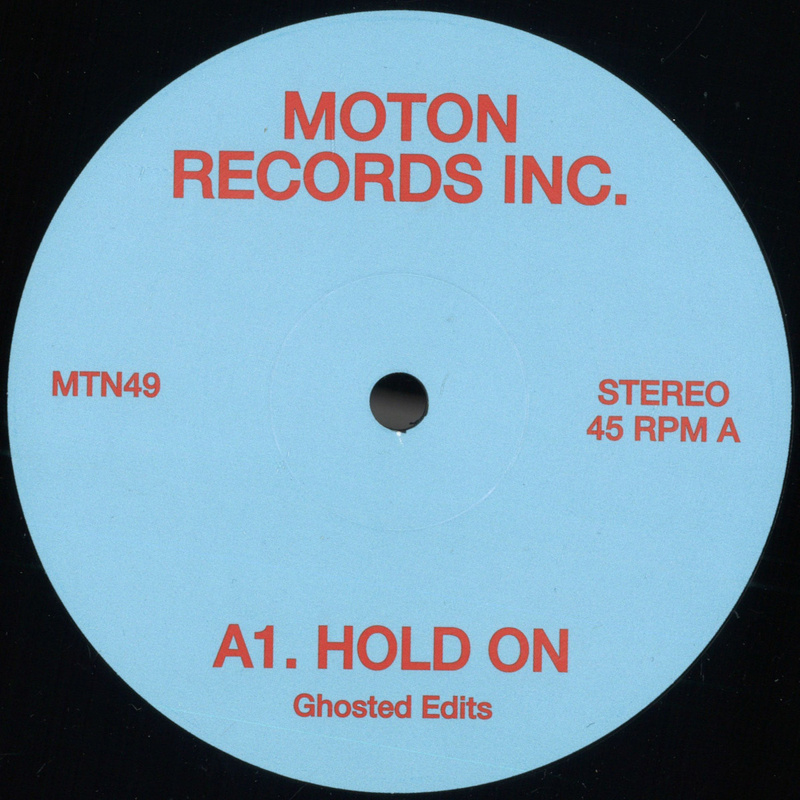 MOTON
RECORDS INC.
MTN49
STEREO
45 RPM A
A1. HOLD ON
Ghosted Edits